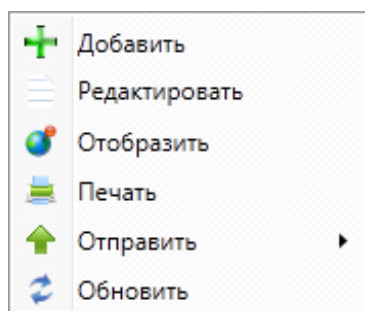 Добавить
Редактировать
Отобразить
Печать
Отправить
Обновить